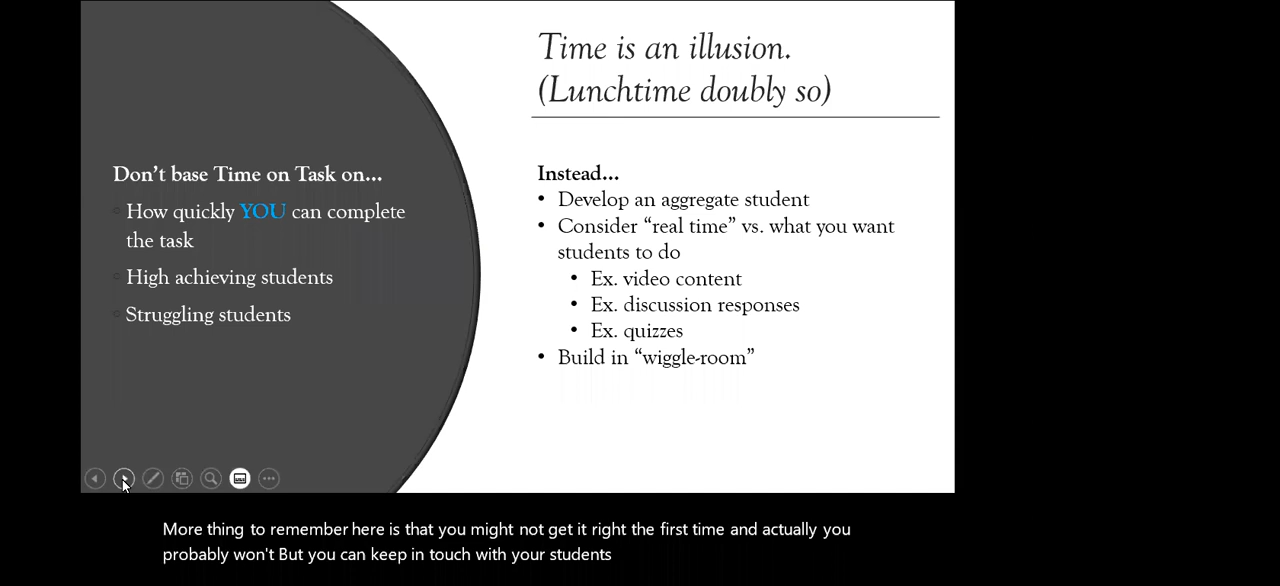 Time is an illusion.
(Lunchtime doubly so)
Don't base Time on Task on...
How quickly YOU can complete
the task
High achieving students
Struggling students
Instead...
• Develop an aggregate student
• Consider “real time” vs. what you want
students to do
• Ex. video content
• Ex. discussion responses
• Ex. quizzes
• Build in “wiggle-room”
More thing to remember here is that you might not get it right the first time and actually you
probably won't But you can keep in touch with your students